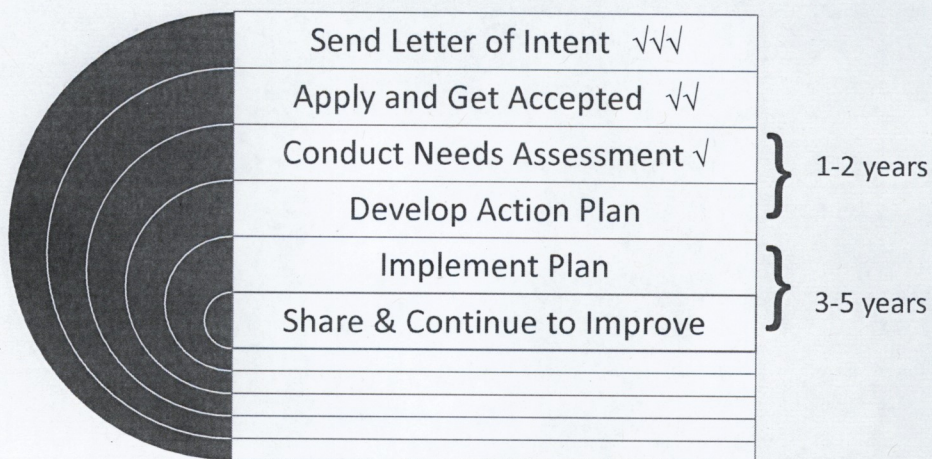 Send Letter of Intent √√√
Apply and Get Accepted √√
Conduct Needs Assessment √
Develop Action Plan
1-2 years
Implement Plan
Share & Continue to Improve
3-5 years